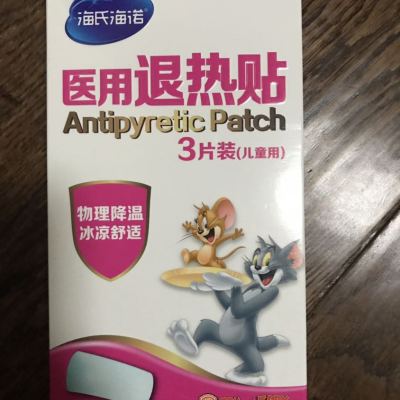 海氏海诺
医用退热贴
Antipyretic Patch
3片装(儿童用)
物理降温
冰凉舒适